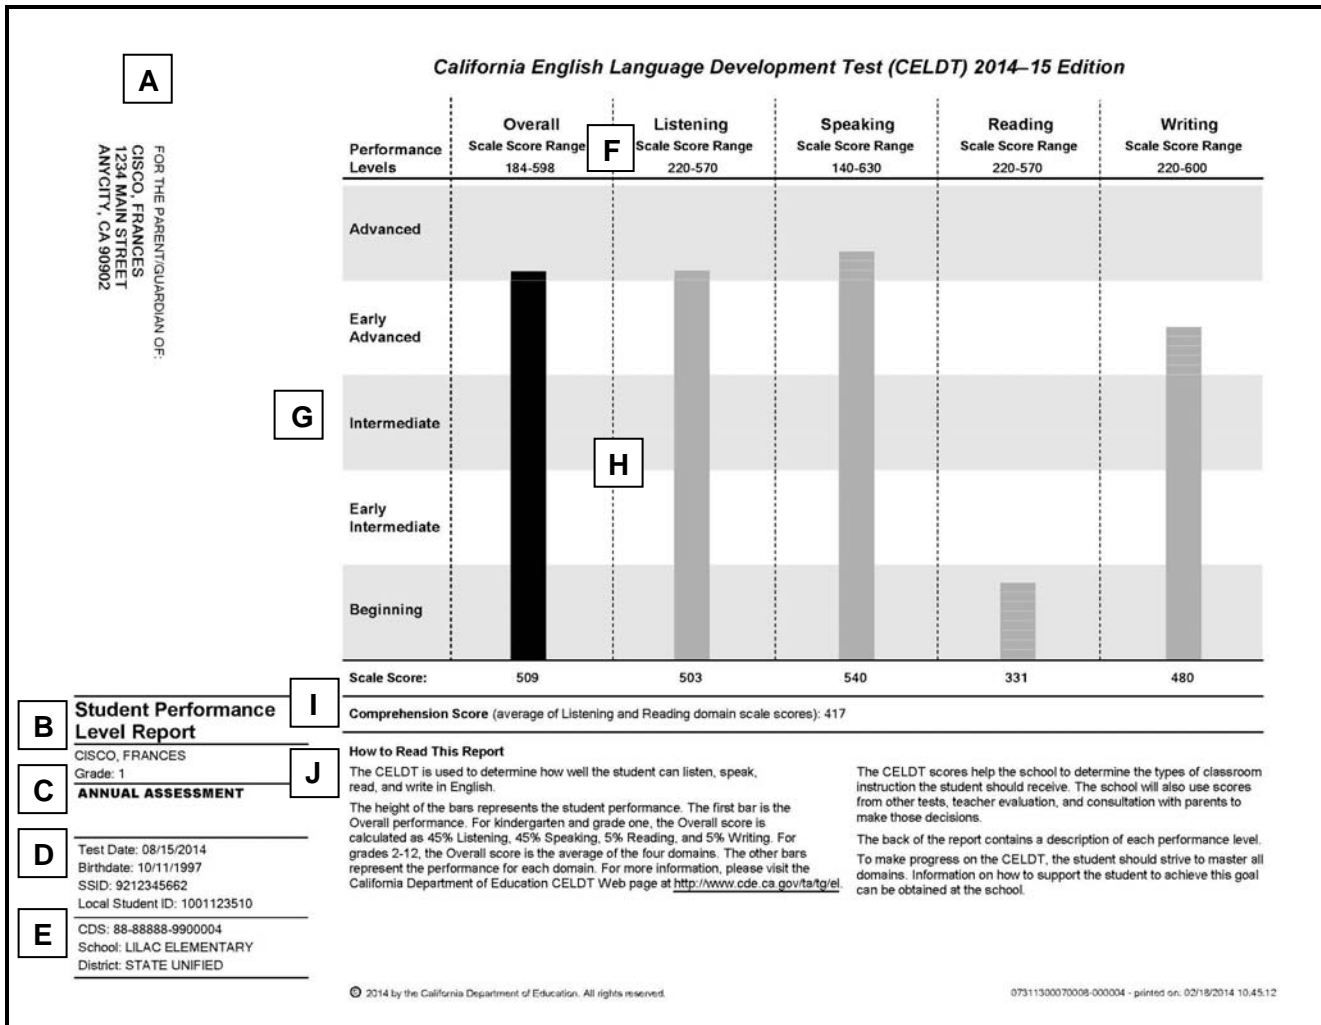 A
FOR THE PARENT/GUARDIAN OF:
CISCO, FRANCES
1234 MAIN STREET
ANYCITY, CA 90902
California English Language Development Test (CELDT) 2014–15 Edition
Performance Levels
Overall
Scale Score Range
184-598
F
Listening
Scale Score Range
220-570
Speaking
Scale Score Range
140-630
Reading
Scale Score Range
220-570
Writing
Scale Score Range
220-600
Advanced
Early
Advanced
G
Intermediate
H
Early
Intermediate
Beginning
Scale Score: 509 503 540 331 480
I
Comprehension Score (average of Listening and Reading domain scale scores): 417
B
Student Performance
Level Report
CISCO, FRANCES
Grade: 1
C
ANNUAL ASSESSMENT
D
Test Date: 08/15/2014
Birthdate: 10/11/1997
SSID: 9212345662
Local Student ID: 1001123510
E
CDS: 88-88888-9900004
School: LILAC ELEMENTARY
District: STATE UNIFIED
J
How to Read This Report
The CELDT is used to determine how well the student can listen, speak,
read, and write in English.
The height of the bars represents the student performance. The first bar is the
Overall performance. For kindergarten and grade one, the Overall score is
calculated as 45% Listening, 45% Speaking, 5% Reading, and 5% Writing. For
grades 2-12, the Overall score is the average of the four domains. The other bars
represent the performance for each domain. For more information, please visit the
California Department of Education CELDT Web page at http://www.cde.ca.gov/ta/tg/el.
The CELDT scores help the school to determine the types of classroom
instruction the student should receive. The school will also use scores
from other tests, teacher evaluation, and consultation with parents to
make those decisions.
The back of the report contains a description of each performance level.
To make progress on the CELDT, the student should strive to master all
domains. Information on how to support the student to achieve this goal
can be obtained at the school.
© 2014 by the California Department of Education. All rights reserved.
07311300070008-000004 - printed on: 02/18/2014 10.45.12